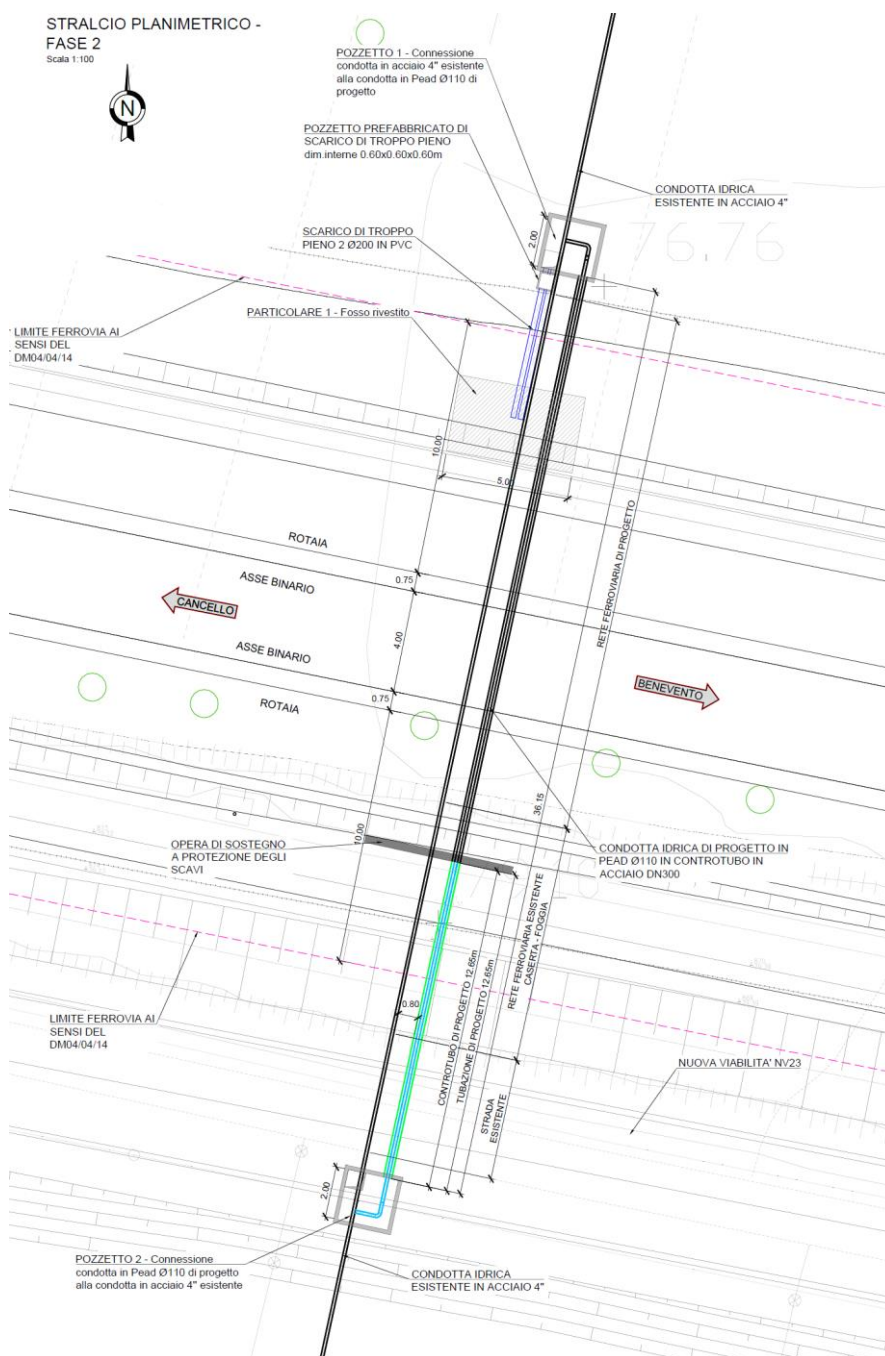 STRALCIO PLANIMETRICO -
FASE 2
Scala 1:100
N
POZZETTO 1 - Connessione
condotta in acciaio 4" esistente
alla condotta in Pead Ø110 di
progetto
POZZETTO PREFABBRICATO DI
SCARICO DI TROPPO PIENO
dim.interne 0.60x0.60x0.60m
CONDOTTA IDRICA
ESISTENTE IN ACCIAIO 4"
SCARICO DI TROPPO
PIENO 2 Ø200 IN PVC
2.00
76.76
PARTICOLARE 1 - Fosso rivestito
LIMITE FERROVIA AI
SENSI DEL
DM04/04/14
10.00
5.00
RETE FERROVIARIA DI PROGETTO
ROTAIA
0.75
ASSE BINARIO
CANCELLO
4.00
ASSE BINARIO
BENEVENTO
0.75
ROTAIA
36.15
10.00
OPERA DI SOSTEGNO
A PROTEZIONE DEGLI
SCAVI
CONDOTTA IDRICA DI PROGETTO IN
PEAD Ø110 IN CONTROTUBO IN
ACCIAIO DN300
RETE FERROVIARIA ESISTENTE
CASERTA - FOGGIA
CONTROTUBO DI PROGETTO 12.65m
TUBAZIONE DI PROGETTO 12.65m
0.60
LIMITE FERROVIA AI
SENSI DEL
DM04/04/14
NUOVA VIABILITA' NV23
STRADA
ESISTENTE
2.00
POZZETTO 2 - Connessione
condotta in Pead Ø110 di progetto
alla condotta in acciaio 4" esistente
CONDOTTA IDRICA
ESISTENTE IN ACCIAIO 4"